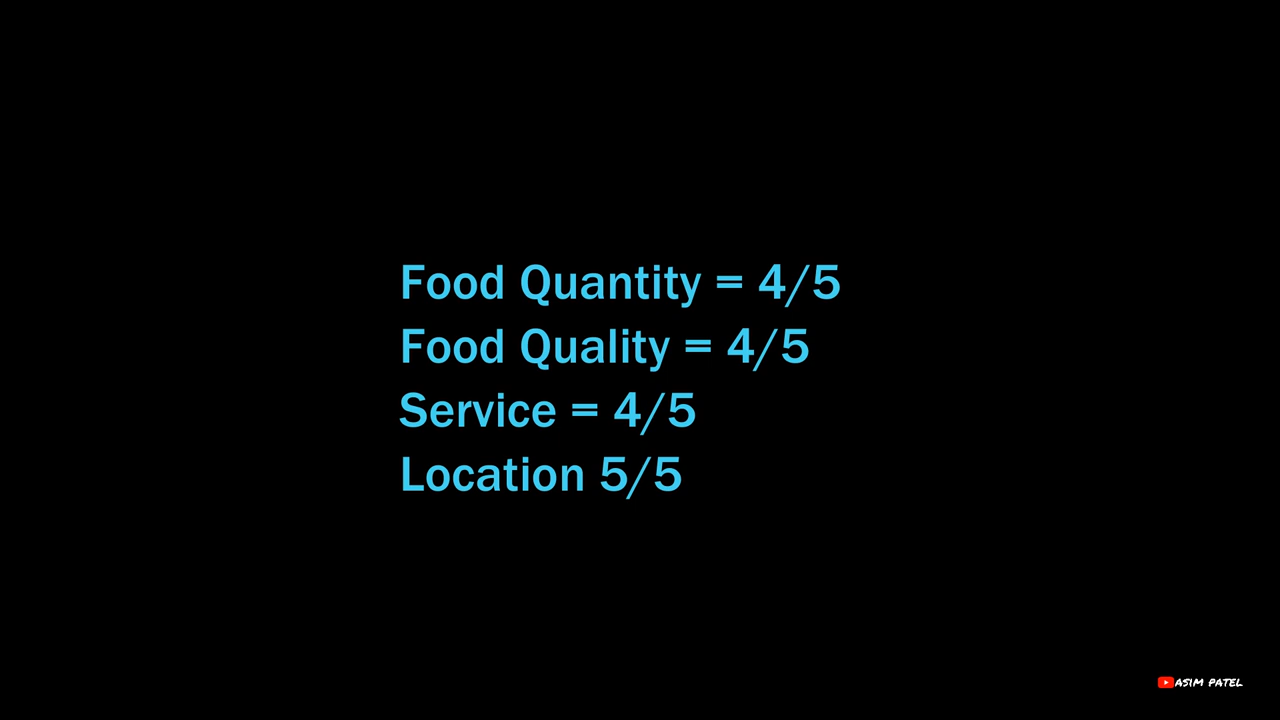 Food Quantity = 4/5
Food Quality = 4/5
Service = 4/5
Location 5/5
ASIM PATEL